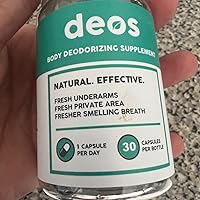 deos
BODY DEODORIZING SUPPLEMENT
NATURAL. EFFECTIVE.
FRESH UNDERARMS
FRESH PRIVATE AREA
FRESHER SMELLING BREATH
1 CAPSULE
PER DAY
30 CAPSULES
PER BOTTLE